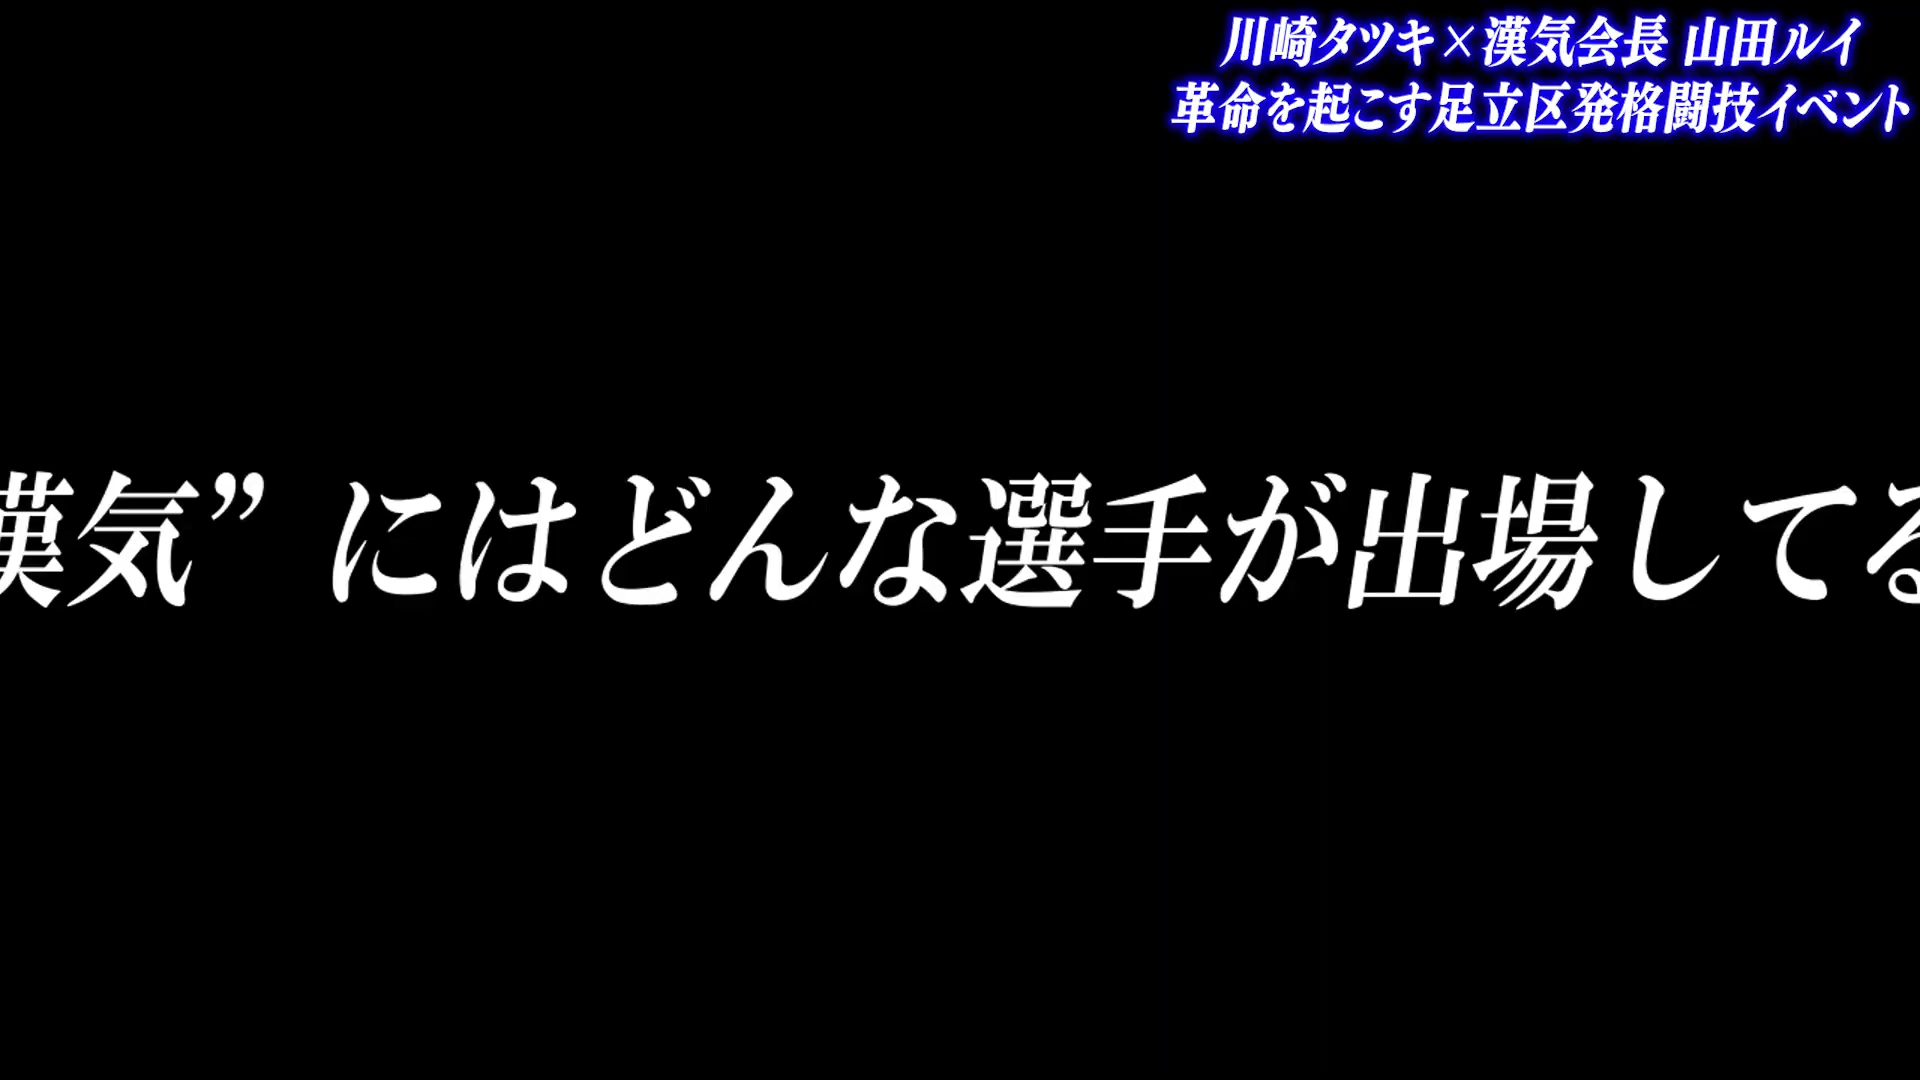 川崎タツキ×漢気会長 山田ルイ
革命を起こす足立区発格闘技イベント
漢気”にはどんな選手が出場してる